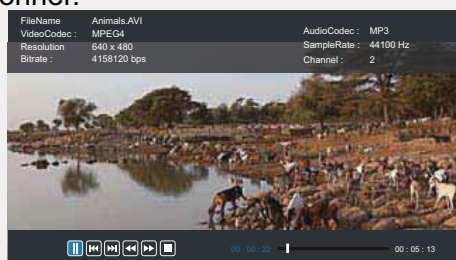 FileName Animals.AVI
VideoCodec : MPEG4
Resolution 640 x 480
Bitrate : 4158120 bps
AudioCodec : MP3
SampleRate : 44100 Hz
Channel : 2
00 : 00 : 22
00 : 05 : 13